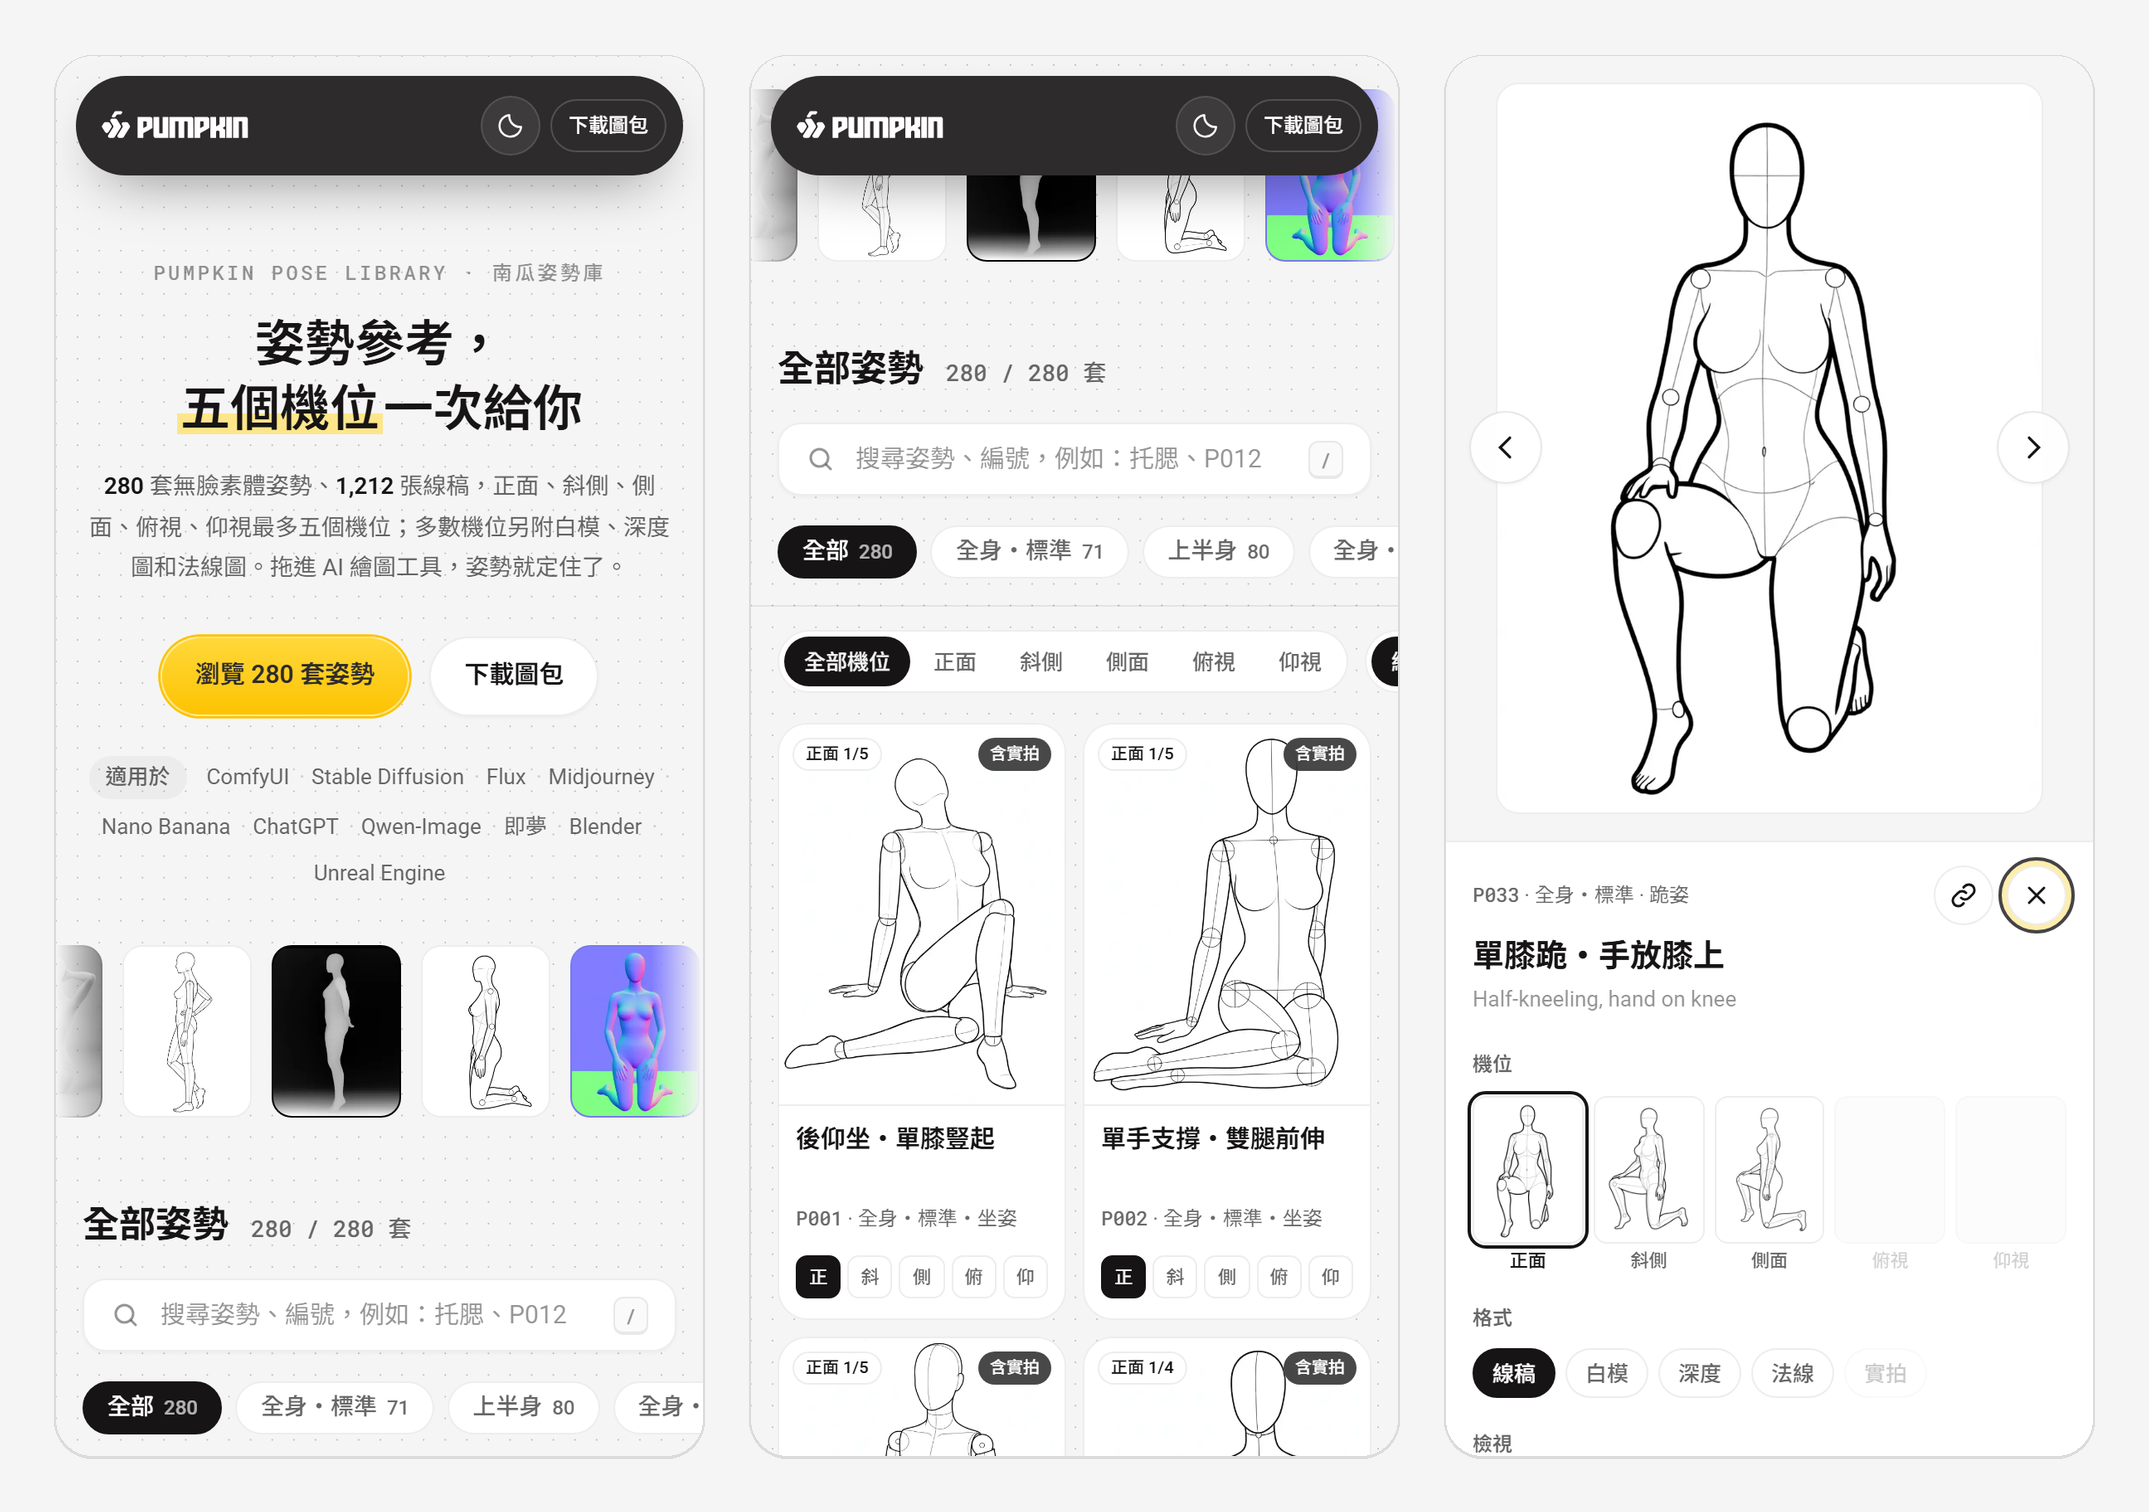 PUMPKIN
下載圖包
PUMPKIN POSE LIBRARY · 南瓜姿勢庫
姿勢參考，
五個機位一次給你
280 套無臉素體姿勢、1,212 張線稿，正面、斜側、側
面、俯視、仰視最多五個機位；多數機位另附白模、深度
圖和法線圖。拖進 AI 繪圖工具，姿勢就定住了。
瀏覽 280 套姿勢
下載圖包
適用於 ComfyUI · Stable Diffusion · Flux · Midjourney ·
Nano Banana · ChatGPT · Qwen-Image · 即夢 · Blender ·
Unreal Engine
全部姿勢 280 / 280 套
搜尋姿勢、編號，例如：托腮、P012 /
全部 280 全身・標準 71 上半身 80 全身・
PUMPKIN
下載圖包
全部姿勢 280 / 280 套
搜尋姿勢、編號，例如：托腮、P012 /
全部 280 全身・標準 71 上半身 80 全身・
全部機位 正面 斜側 側面 俯視 仰視
正面 1/5 含實拍
後仰坐・單膝豎起
P001 · 全身・標準・坐姿
正 斜 側 俯 仰
正面 1/5 含實拍
單手支撐・雙腿前伸
P002 · 全身・標準・坐姿
正 斜 側 俯 仰
正面 1/5 含實拍
正面 1/4 含實拍
P033 · 全身・標準 · 跪姿
單膝跪・手放膝上
Half-kneeling, hand on knee
機位
正面 斜側 側面 俯視 仰視
格式
線稿 白模 深度 法線 實拍
檢視